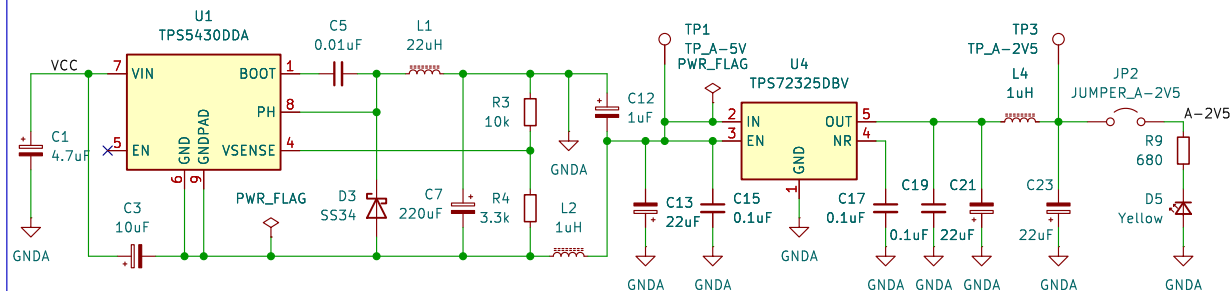 U1
TPS5430DDA
VCC
7
VIN
BOOT
1
PH
8
5
EN
VSENSE
4
GND
GNDPAD
6
9
C1
4.7uF
GNDA
C3
10uF
PWR_FLAG
C5
0.01uF
L1
22uH
D3
SS34
C7
220uF
R3
10k
R4
3.3k
GNDA
L2
1uH
C12
1uF
TP1
TP_A-5V
PWR_FLAG
U4
TPS72325DBV
2
IN
3
EN
OUT
5
NR
4
GND
1
GNDA
C13
22uF
GNDA
C15
0.1uF
GNDA
C17
0.1uF
GNDA
C19
0.1uF
GNDA
C21
22uF
GNDA
TP3
TP_A-2V5
L4
1uH
C23
22uF
GNDA
JP2
JUMPER_A-2V5
A-2V5
R9
680
D5
Yellow
GNDA